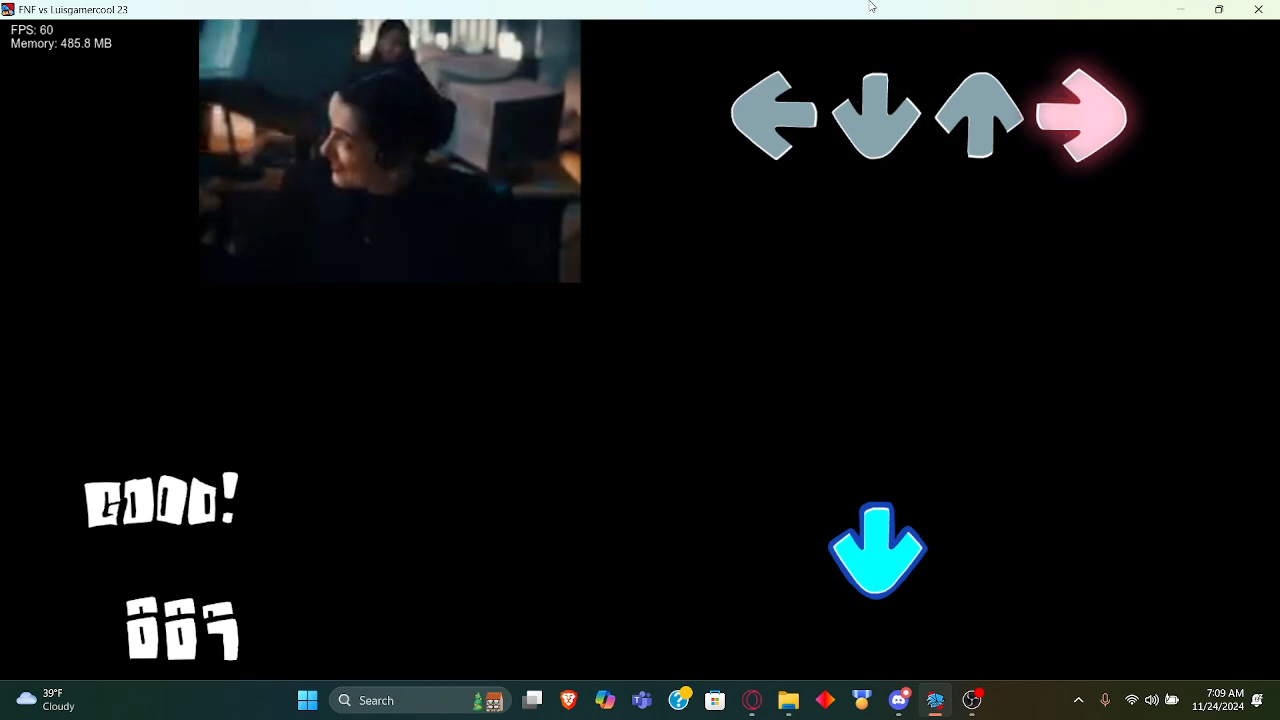 FNF vs Luisgamercool 23
FPS: 60
Memory: 485.8 MB
GOOD!
007
39°F
Cloudy
Search
7:09 AM
11/24/2024